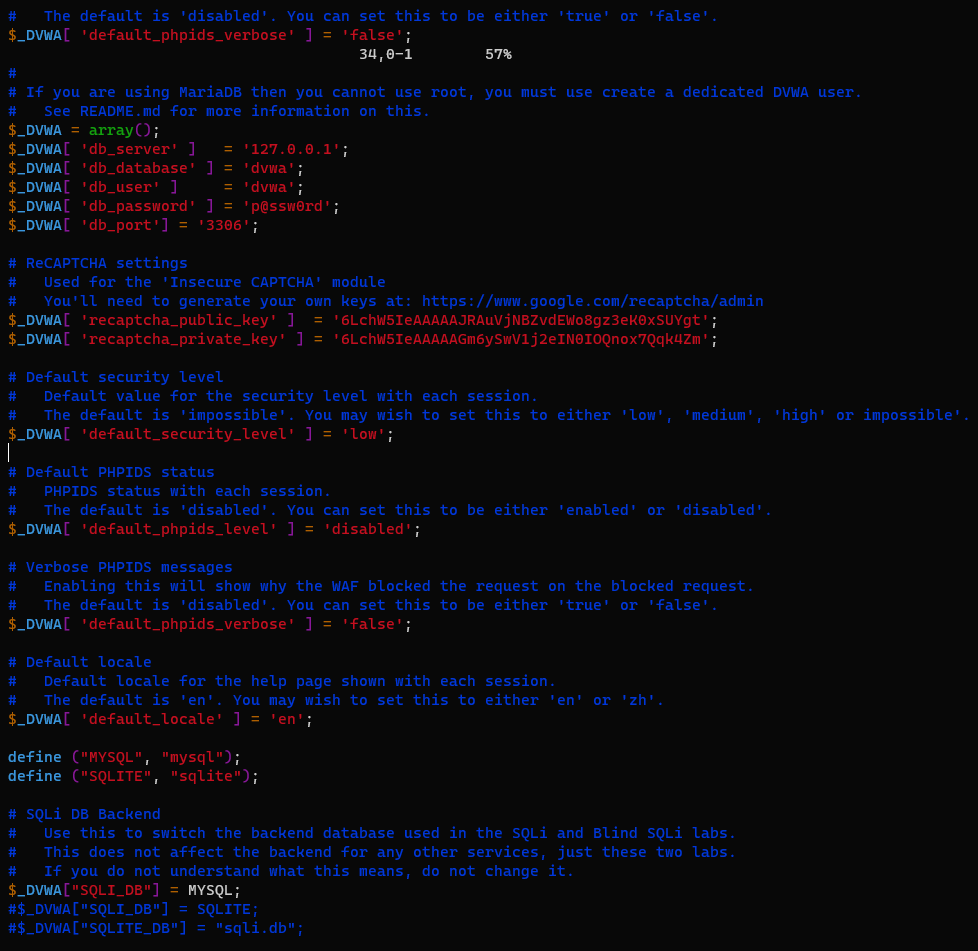 #   The default is 'disabled'. You can set this to be either 'true' or 'false'.
$_DVWA[ 'default_phpids_verbose' ] = 'false';
34,0-1        57%
#
# If you are using MariaDB then you cannot use root, you must use create a dedicated DVWA user.
#   See README.md for more information on this.
$_DVWA = array();
$_DVWA[ 'db_server' ]   = '127.0.0.1';
$_DVWA[ 'db_database' ] = 'dvwa';
$_DVWA[ 'db_user' ]     = 'dvwa';
$_DVWA[ 'db_password' ] = 'p@ssw0rd';
$_DVWA[ 'db_port'] = '3306';

# ReCAPTCHA settings
#   Used for the 'Insecure CAPTCHA' module
#   You'll need to generate your own keys at: https://www.google.com/recaptcha/admin
$_DVWA[ 'recaptcha_public_key' ]  = '6LchW5IeAAAAAJRAuVjNBZvdEWo8gz3eK0xSUYgt';
$_DVWA[ 'recaptcha_private_key' ] = '6LchW5IeAAAAAGm6ySwV1j2eIN0IOQnox7Qqk4Zm';

# Default security level
#   Default value for the security level with each session.
#   The default is 'impossible'. You may wish to set this to either 'low', 'medium', 'high' or impossible'.
$_DVWA[ 'default_security_level' ] = 'low';

# Default PHPIDS status
#   PHPIDS status with each session.
#   The default is 'disabled'. You can set this to be either 'enabled' or 'disabled'.
$_DVWA[ 'default_phpids_level' ] = 'disabled';

# Verbose PHPIDS messages
#   Enabling this will show why the WAF blocked the request on the blocked request.
#   The default is 'disabled'. You can set this to be either 'true' or 'false'.
$_DVWA[ 'default_phpids_verbose' ] = 'false';

# Default locale
#   Default locale for the help page shown with each session.
#   The default is 'en'. You may wish to set this to either 'en' or 'zh'.
$_DVWA[ 'default_locale' ] = 'en';

define ("MYSQL", "mysql");
define ("SQLITE", "sqlite");

# SQLi DB Backend
#   Use this to switch the backend database used in the SQLi and Blind SQLi labs.
#   This does not affect the backend for any other services, just these two labs.
#   If you do not understand what this means, do not change it.
$_DVWA["SQLI_DB"] = MYSQL;
#$_DVWA["SQLI_DB"] = SQLITE;
#$_DVWA["SQLITE_DB"] = "sqli.db";